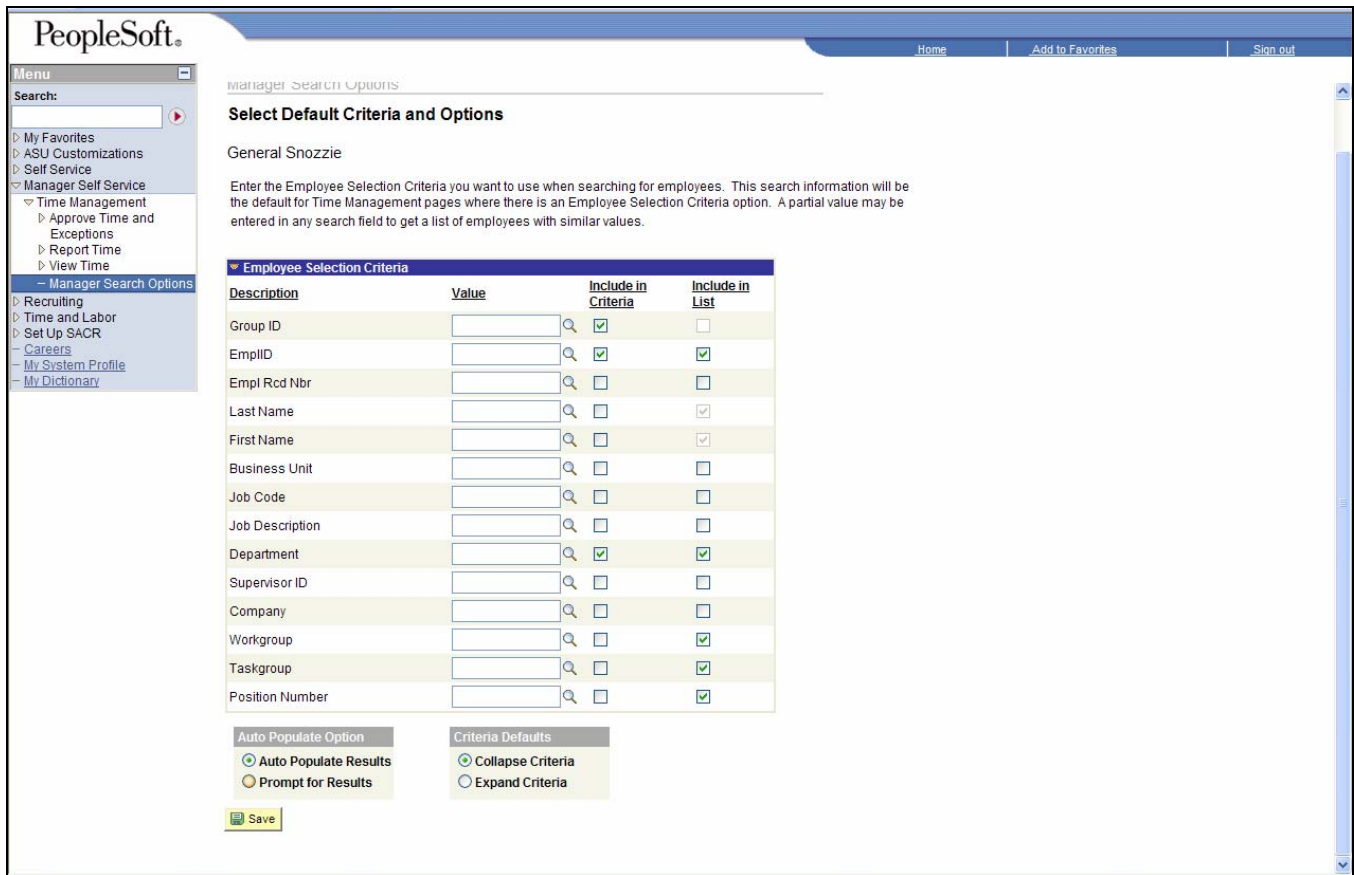 PeopleSoft®
Home
Add to Favorites
Sign out
Menu
Search:
My Favorites
ASU Customizations
Self Service
Manager Self Service
Time Management
Approve Time and
Exceptions
Report Time
View Time
Manager Search Options
Recruiting
Time and Labor
Set Up SACR
Careers
My System Profile
My Dictionary
Manager Search Options
Select Default Criteria and Options
General Snozzie
Enter the Employee Selection Criteria you want to use when searching for employees. This search information will be
the default for Time Management pages where there is an Employee Selection Criteria option. A partial value may be
entered in any search field to get a list of employees with similar values.
Employee Selection Criteria
Description Value Include in Criteria Include in List
Group ID
EmplID
Empl Rcd Nbr
Last Name
First Name
Business Unit
Job Code
Job Description
Department
Supervisor ID
Company
Workgroup
Taskgroup
Position Number
Auto Populate Option
Auto Populate Results
Prompt for Results
Criteria Defaults
Collapse Criteria
Expand Criteria
Save